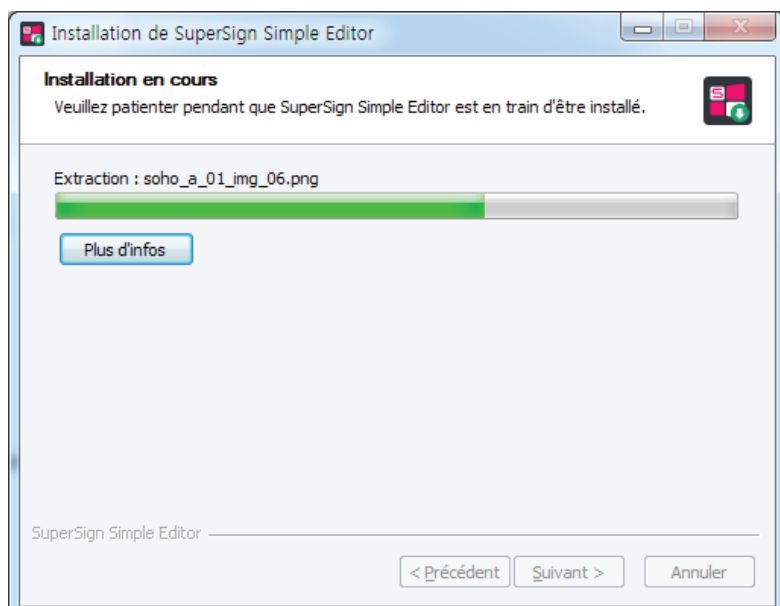 Installation de SuperSign Simple Editor
Installation en cours
Veuillez patienter pendant que SuperSign Simple Editor est en train d'être installé.
S
Extraction : soho_a_01_img_06.png
Plus d'infos
SuperSign Simple Editor
< Précédent
Suivant >
Annuler